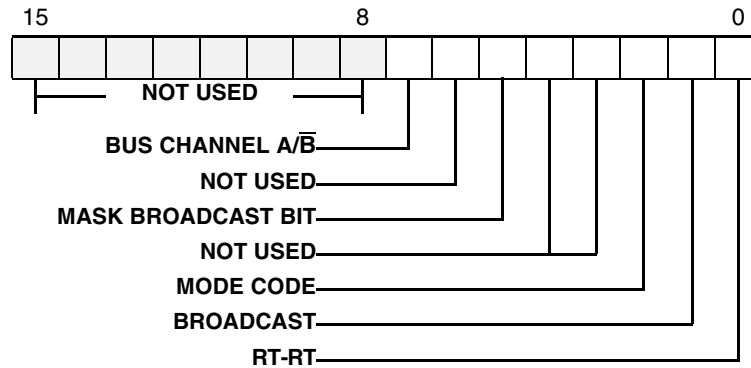 15 8 0
NOT USED
BUS CHANNEL A/B̅
NOT USED
MASK BROADCAST BIT
NOT USED
MODE CODE
BROADCAST
RT-RT